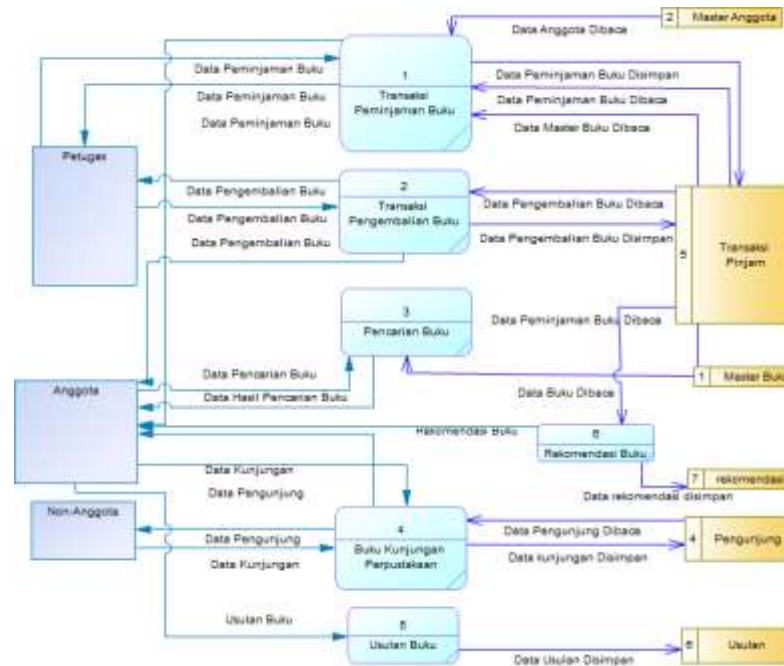 2 Master Anggota
Data Anggota Dibaca
Data Peminjaman Buku
1
Transaksi
Peminjaman Buku
Data Peminjaman Buku Disimpan
Data Peminjaman Buku
Data Peminjaman Buku Dibaca
Data Peminjaman Buku
Data Master Buku Dibaca
Petugas
2
Transaksi
Pengembalian Buku
Data Pengembalian Buku
Data Pengembalian Buku Dibaca
Data Pengembalian Buku
Data Pengembalian Buku Disimpan
Data Pengembalian Buku
5
Transaksi
Pinjam
3
Pencarian Buku
Data Peminjaman Buku Dibaca
1 Master Buku
Data Pencarian Buku
Anggota
Data Hasil Pencarian Buku
Data Buku Dibaca
Rekomendasi Buku
6
Rekomendasi Buku
Data Kunjungan
7 rekomendasi
Data Pengunjung
Data rekomendasi disimpan
Non-Anggota
4
Buku Kunjungan
Perpustakaan
Data Pengunjung
Data Pengunjung Dibaca
4 Pengunjung
Data Kunjungan
Data kunjungan Disimpan
Usulan Buku
5
Usulan Buku
6 Usulan
Data Usulan Disimpan